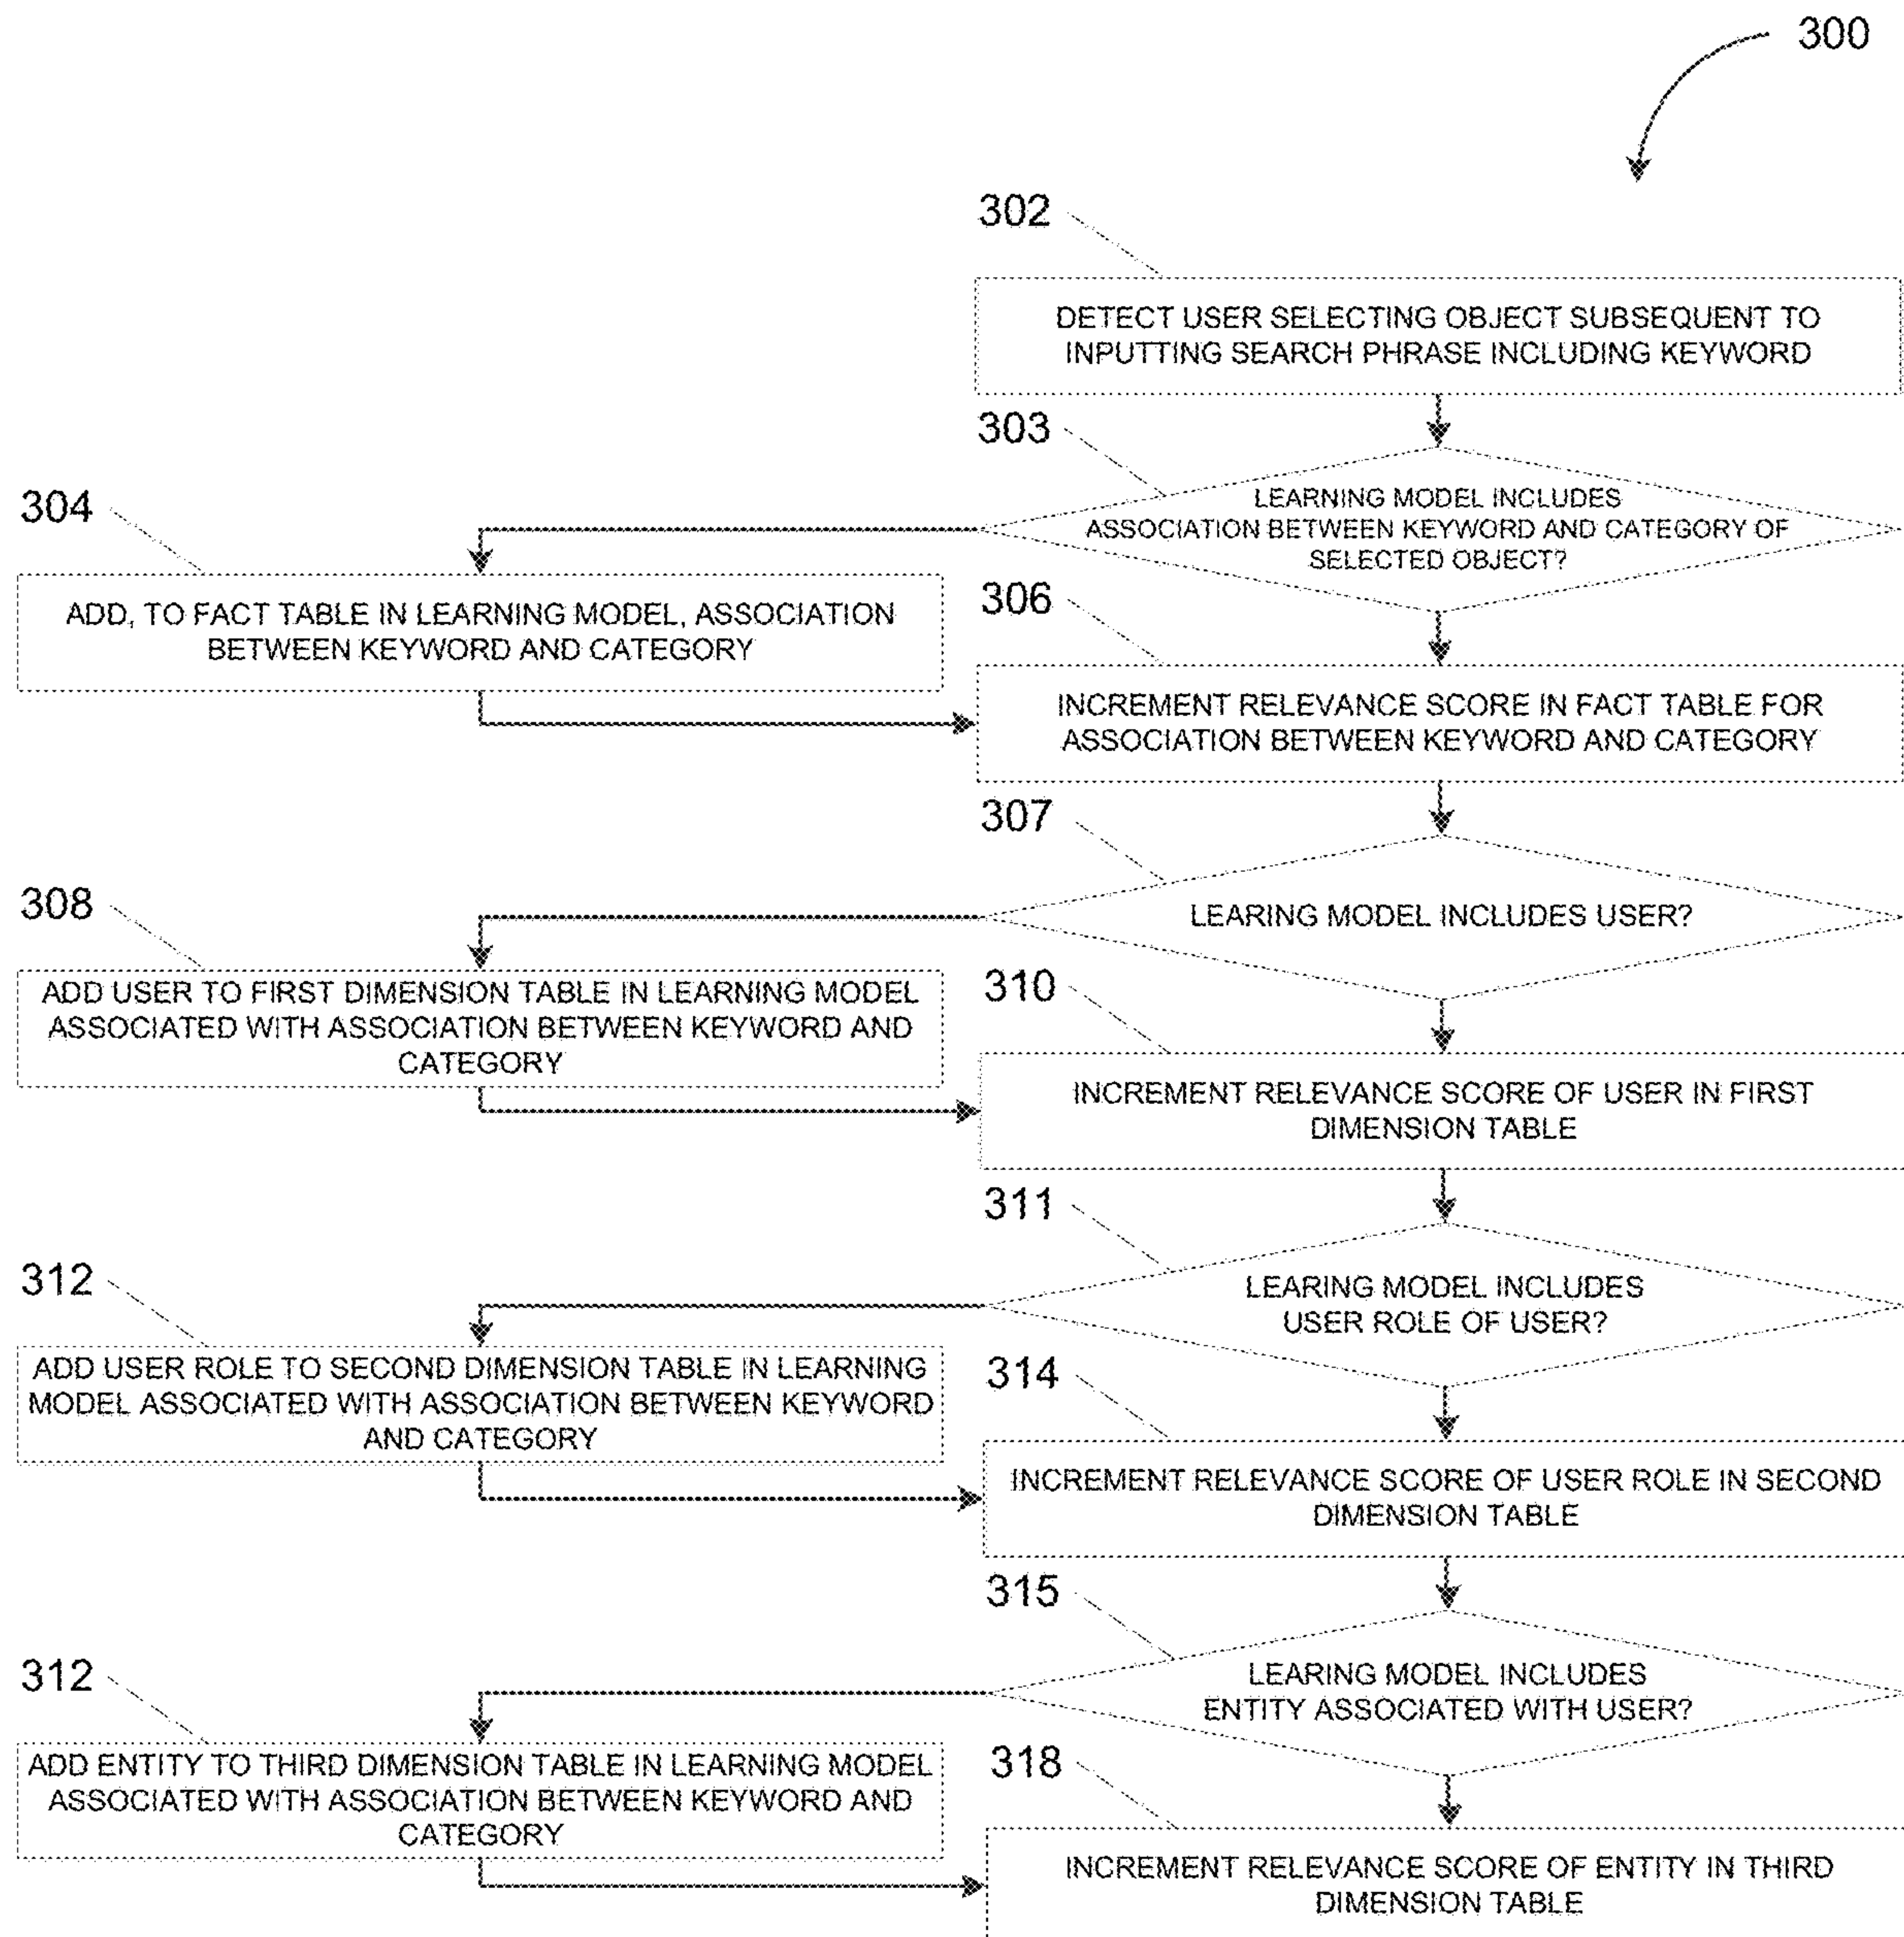 300
302
DETECT USER SELECTING OBJECT SUBSEQUENT TO
INPUTTING SEARCH PHRASE INCLUDING KEYWORD
303
LEARNING MODEL INCLUDES
ASSOCIATION BETWEEN KEYWORD AND CATEGORY OF
SELECTED OBJECT?
304
ADD, TO FACT TABLE IN LEARNING MODEL, ASSOCIATION
BETWEEN KEYWORD AND CATEGORY
306
INCREMENT RELEVANCE SCORE IN FACT TABLE FOR
ASSOCIATION BETWEEN KEYWORD AND CATEGORY
307
LEARING MODEL INCLUDES USER?
308
ADD USER TO FIRST DIMENSION TABLE IN LEARNING MODEL
ASSOCIATED WITH ASSOCIATION BETWEEN KEYWORD AND
CATEGORY
310
INCREMENT RELEVANCE SCORE OF USER IN FIRST
DIMENSION TABLE
311
LEARING MODEL INCLUDES
USER ROLE OF USER?
312
ADD USER ROLE TO SECOND DIMENSION TABLE IN LEARNING
MODEL ASSOCIATED WITH ASSOCIATION BETWEEN KEYWORD
AND CATEGORY
314
INCREMENT RELEVANCE SCORE OF USER ROLE IN SECOND
DIMENSION TABLE
315
LEARING MODEL INCLUDES
ENTITY ASSOCIATED WITH USER?
312
ADD ENTITY TO THIRD DIMENSION TABLE IN LEARNING MODEL
ASSOCIATED WITH ASSOCIATION BETWEEN KEYWORD AND
CATEGORY
318
INCREMENT RELEVANCE SCORE OF ENTITY IN THIRD
DIMENSION TABLE